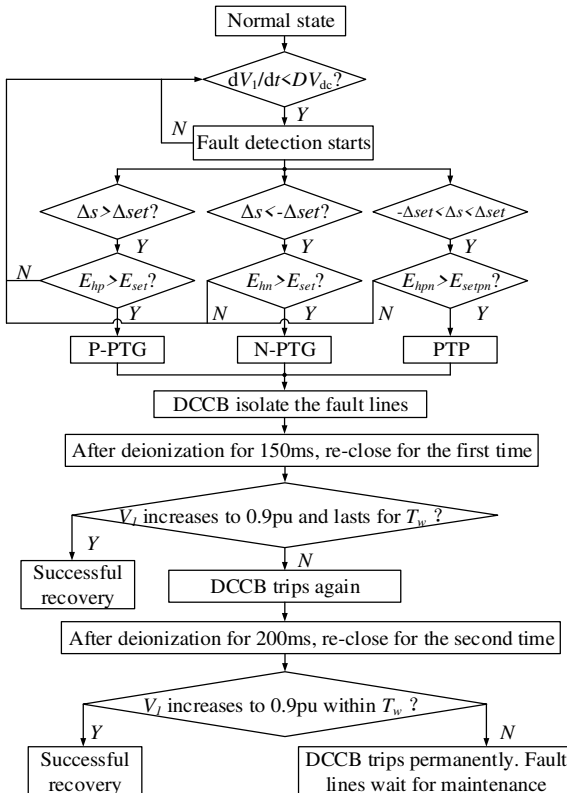 Normal state
dV1/dt<DVdc?
N
Y
Fault detection starts
Δs>Δset?
Δs<-Δset?
-Δset<Δs<Δset
Y
Y
Y
N
Ehp>Eset?
N
Ehn>Eset?
N
Ehpn>Esetpn?
Y
Y
Y
P-PTG
N-PTG
PTP
DCCB isolate the fault lines
After deionization for 150ms, re-close for the first time
V1 increases to 0.9pu and lasts for Tw ?
Y
N
Successful
recovery
DCCB trips again
After deionization for 200ms, re-close for the second time
V1 increases to 0.9pu within Tw ?
Y
N
Successful
recovery
DCCB trips permanently. Fault
lines wait for maintenance